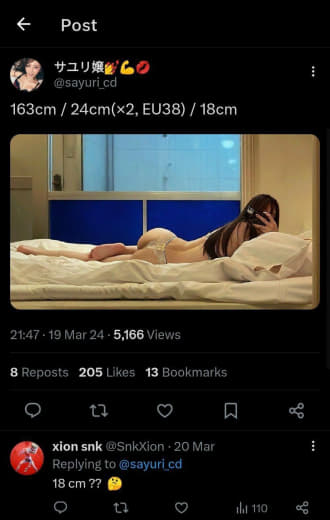 Post
サユリ嬢💅💪💋
@sayuri_cd
163cm / 24cm(×2, EU38) / 18cm
21:47 · 19 Mar 24 · 5,166 Views
8 Reposts 205 Likes 13 Bookmarks
xion snk @SnkXion · 20 Mar
Replying to @sayuri_cd
18 cm ?? 🤔
110